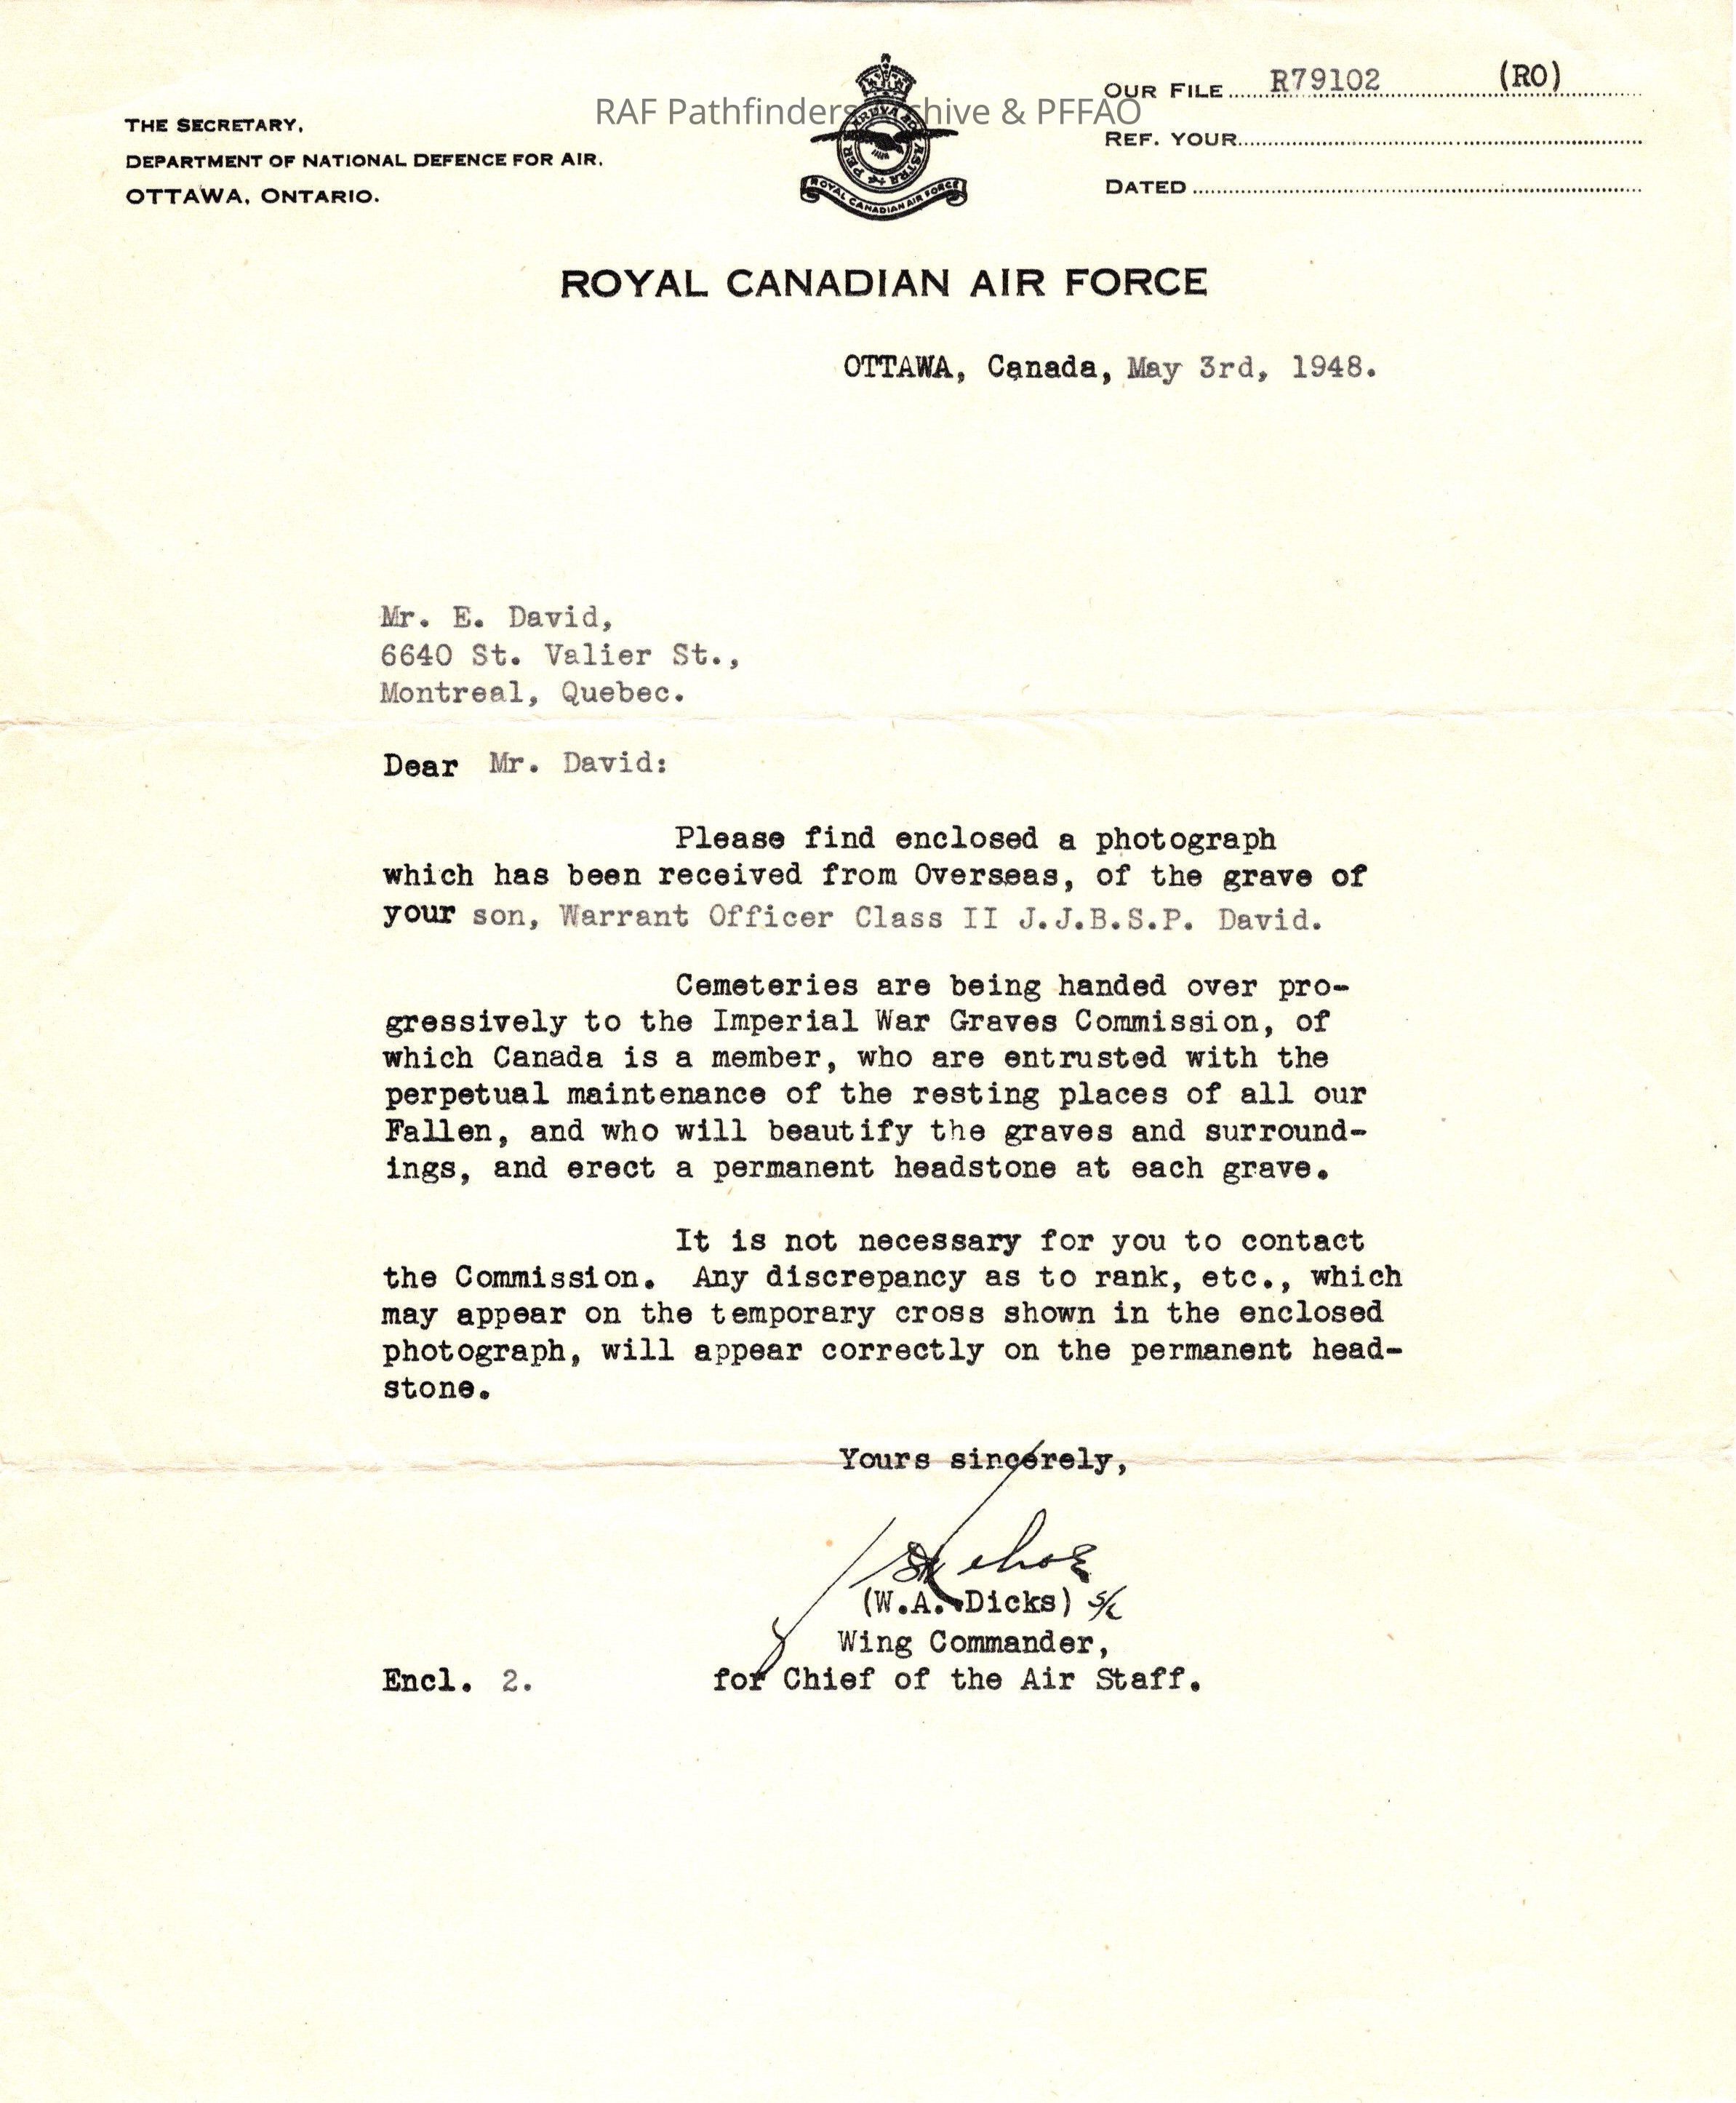 RAF Pathfinders Archive & PFFAO
THE SECRETARY,
DEPARTMENT OF NATIONAL DEFENCE FOR AIR.
OTTAWA, ONTARIO.
OUR FILE R79102 (RO)
REF. YOUR
DATED
PER ARDUA AD ASTRA
ROYAL CANADIAN AIR FORCE
ROYAL CANADIAN AIR FORCE
OTTAWA, Canada, May 3rd, 1948.
Mr. E. David,
6640 St. Valier St.,
Montreal, Quebec.
Dear Mr. David:
Please find enclosed a photograph
which has been received from Overseas, of the grave of
your son, Warrant Officer Class II J.J.B.S.P. David.
Cemeteries are being handed over pro-
gressively to the Imperial War Graves Commission, of
which Canada is a member, who are entrusted with the
perpetual maintenance of the resting places of all our
Fallen, and who will beautify the graves and surround-
ings, and erect a permanent headstone at each grave.
It is not necessary for you to contact
the Commission. Any discrepancy as to rank, etc., which
may appear on the temporary cross shown in the enclosed
photograph, will appear correctly on the permanent head-
stone.
Yours sincerely,
(W.A. Dicks) S/L
Wing Commander,
Encl. 2. for Chief of the Air Staff.